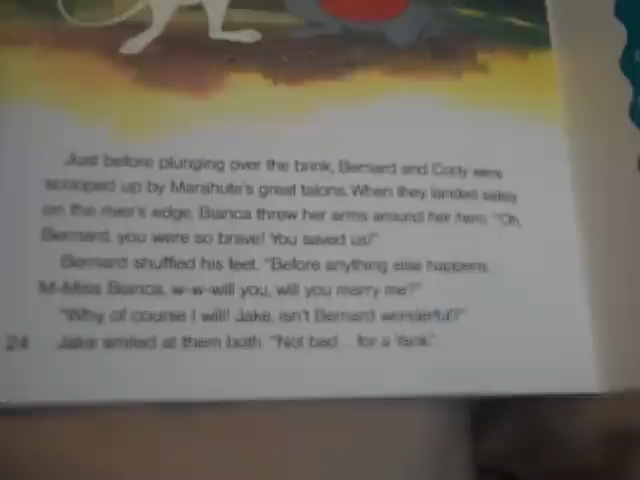 Just before plunging over the brink, Bernard and Cody were
scooped up by Marahute's great talons. When they landed safely
on the river's edge, Bianca threw her arms around her hero. "Oh,
Bernard, you were so brave! You saved us!"
Bernard shuffled his feet. "Before anything else happens,
M-Miss Bianca, w-w-will you, will you marry me?"
"Why, of course I will! Jake, isn't Bernard wonderful?"
24 Jake smiled at them both. "Not bad... for a Yank."